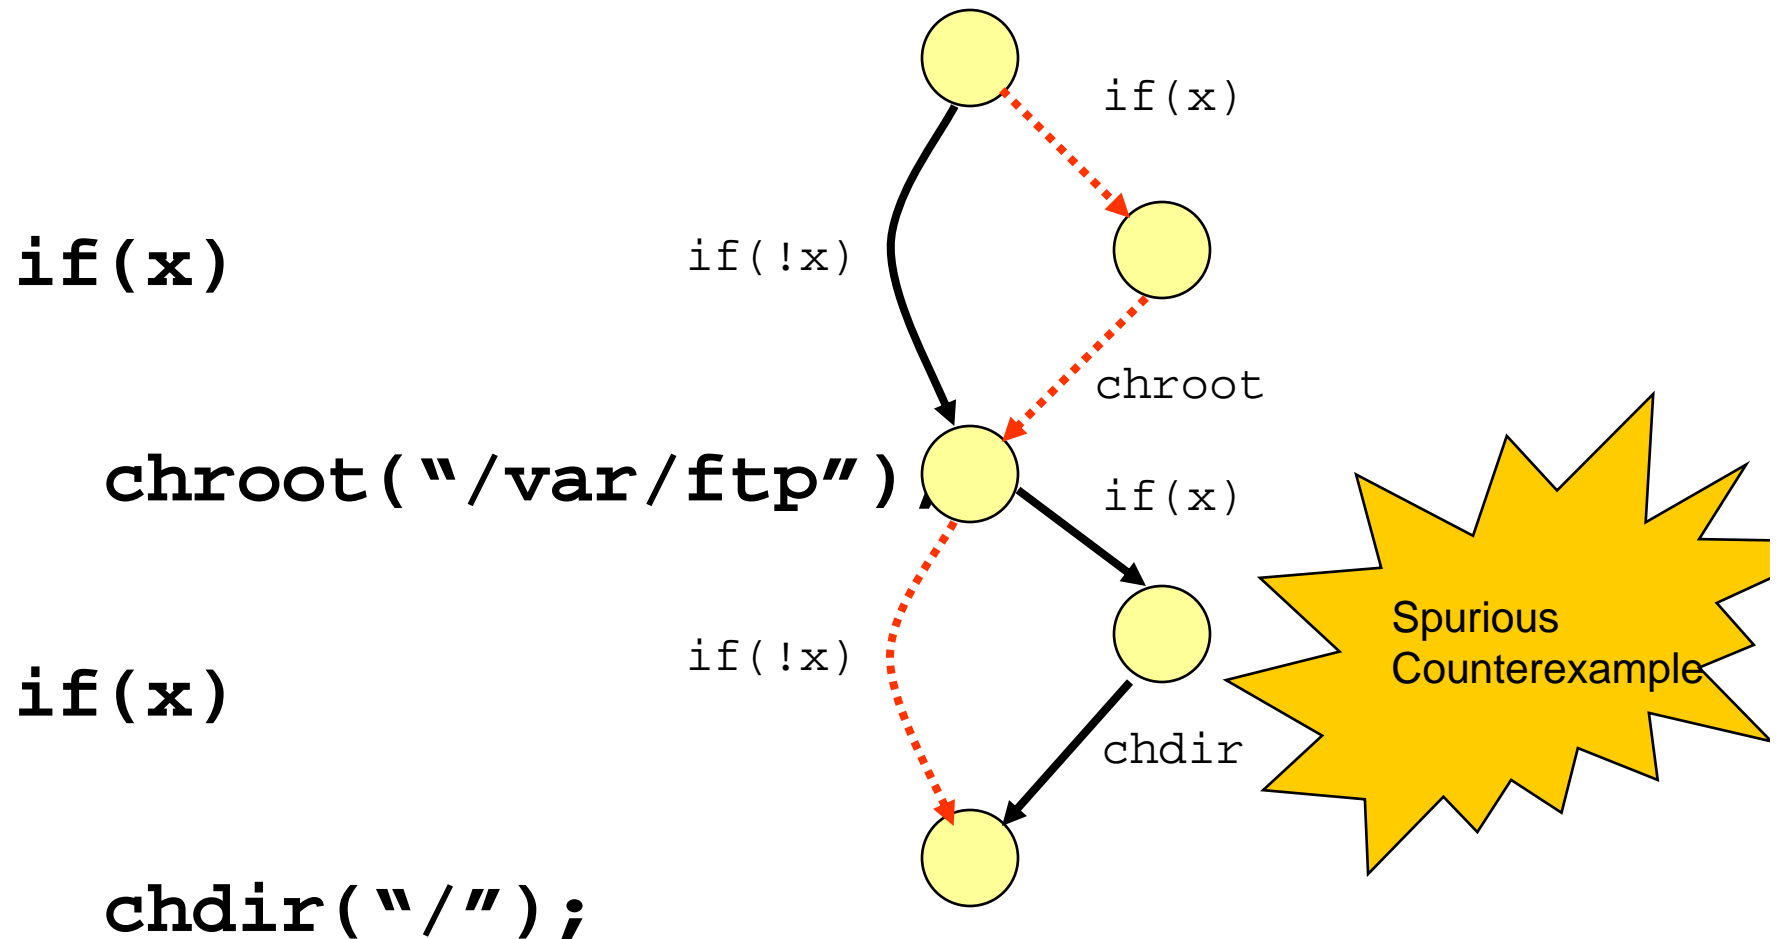 if(x)
if(!x)
if(x)
chroot
chroot(“/var/ftp”);
if(x)
Spurious
Counterexample
if(!x)
if(x)
chdir
chdir(“/”);